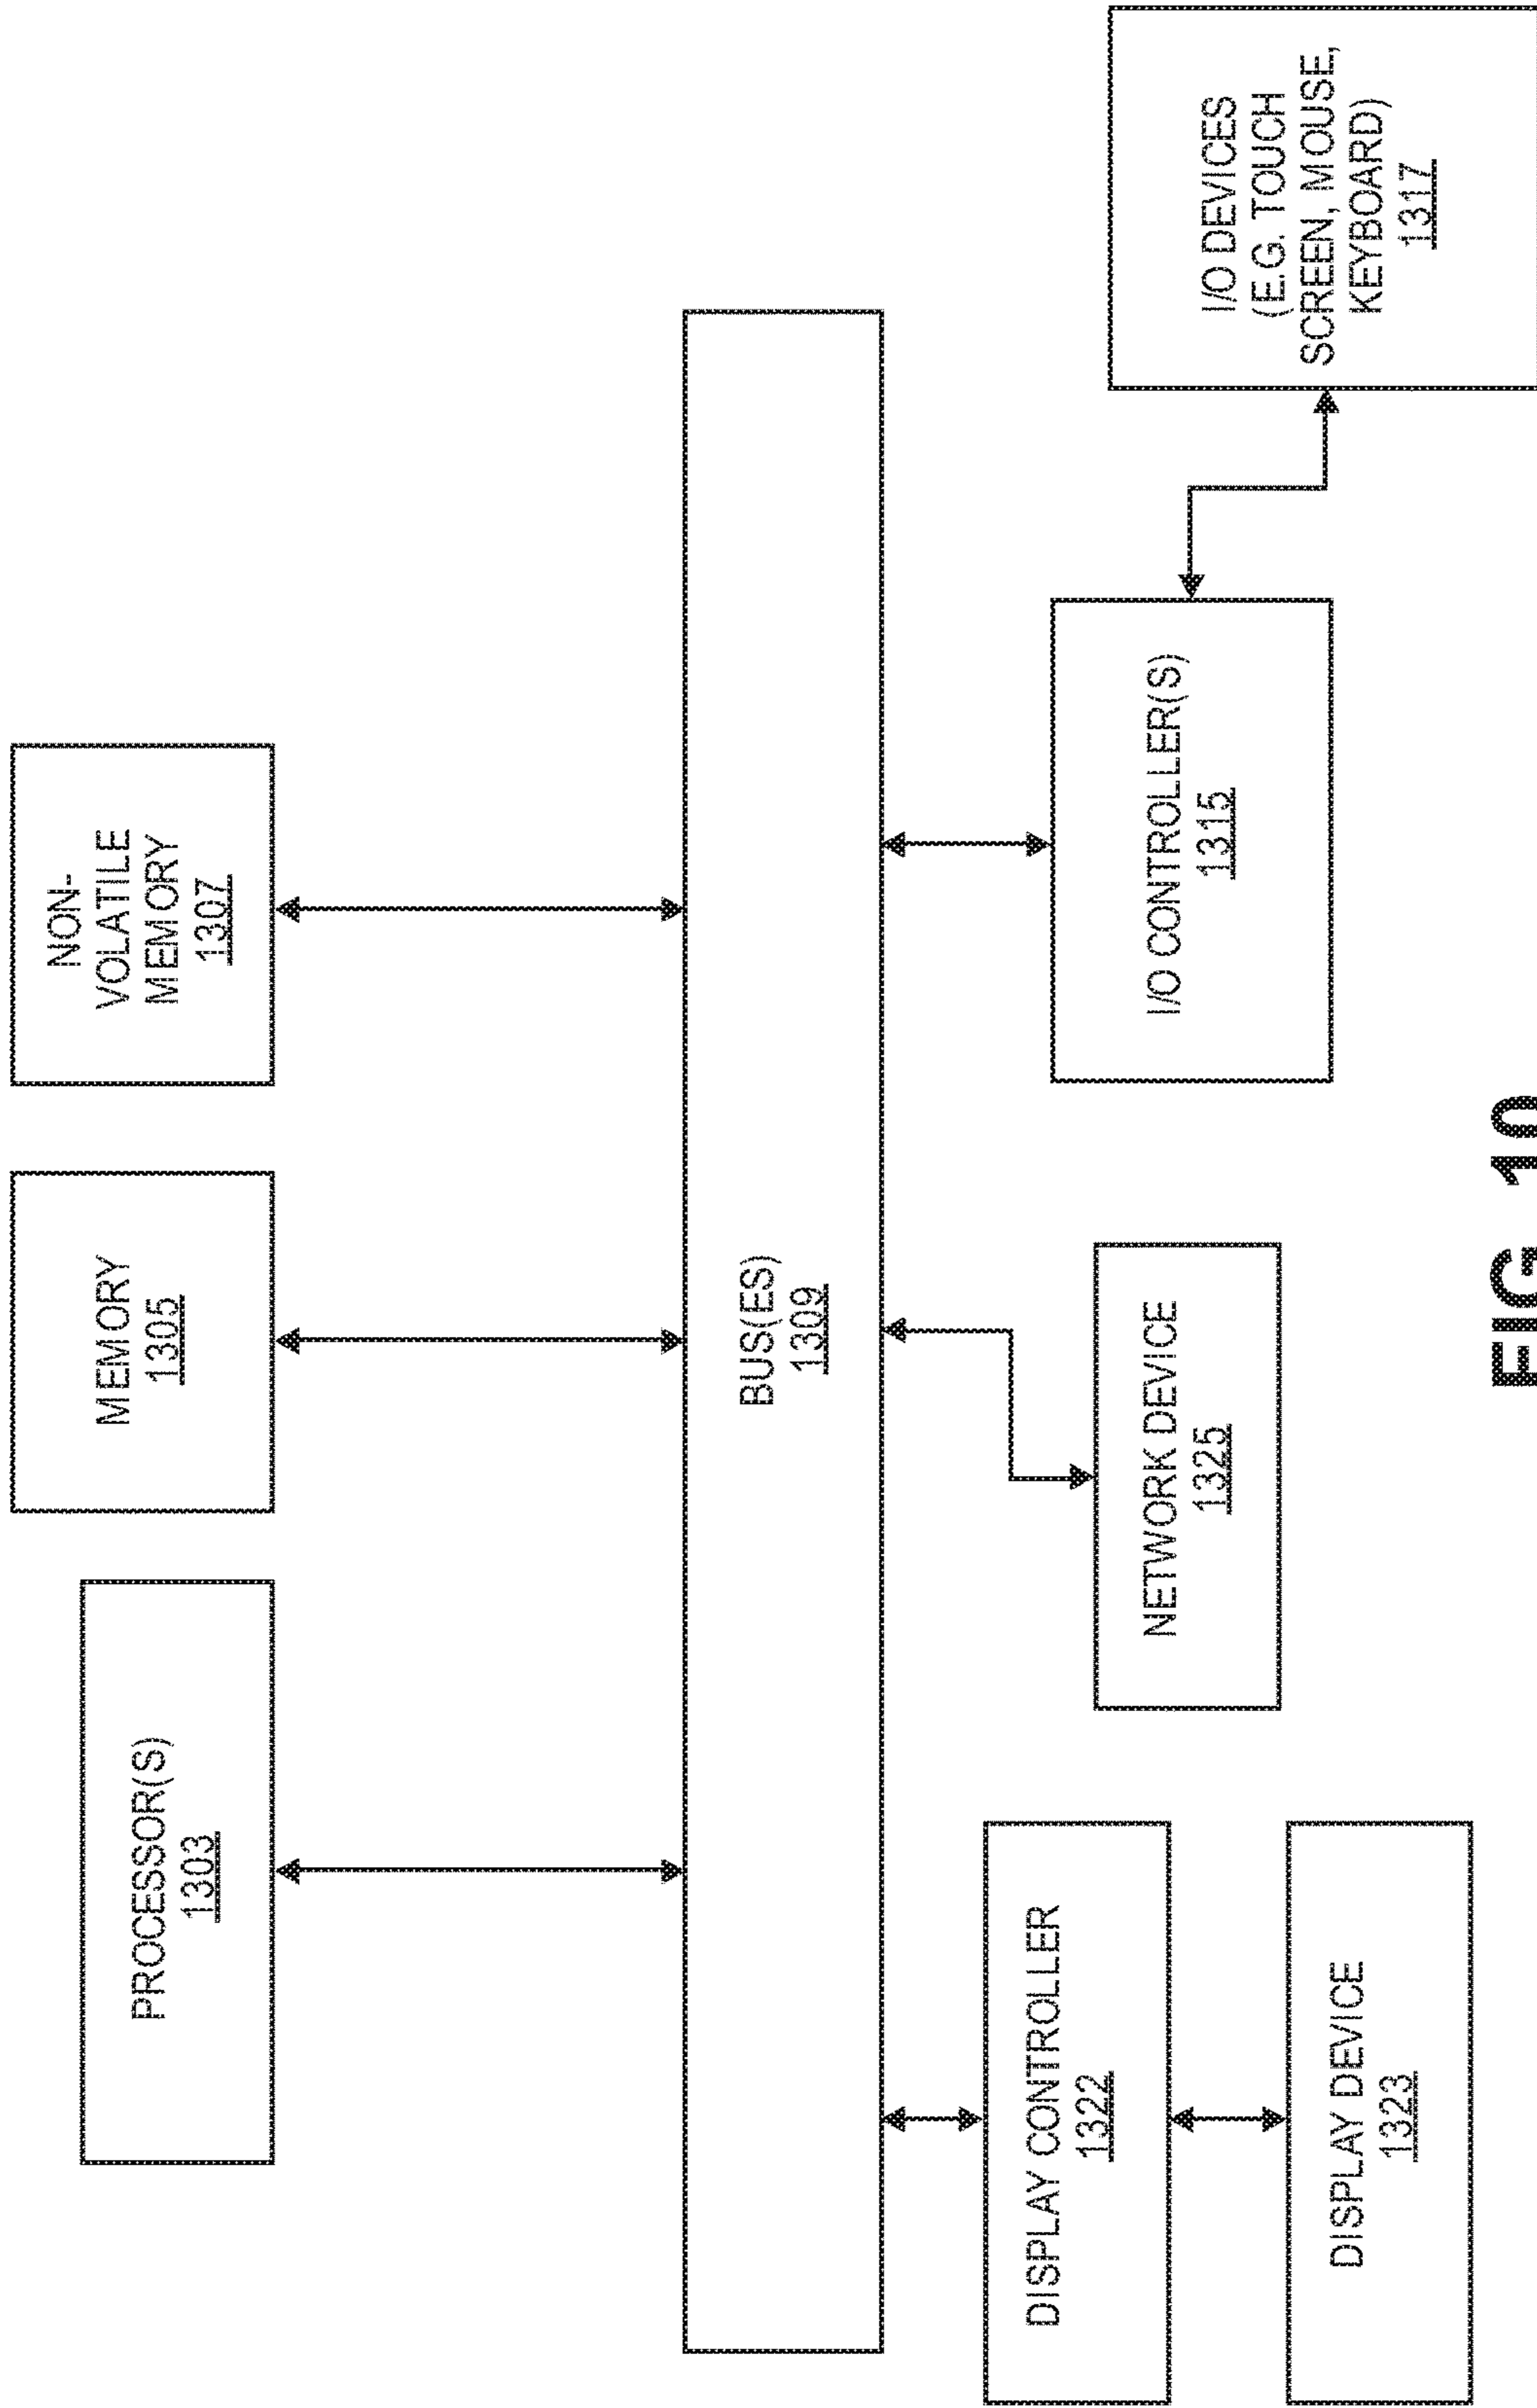 PROCESSOR(S)
1303
MEMORY
1305
NON-
VOLATILE
MEMORY
1307
BUS(ES)
1309
DISPLAY CONTROLLER
1322
NETWORK DEVICE
1325
I/O CONTROLLER(S)
1315
I/O DEVICES
(E.G. TOUCH
SCREEN, MOUSE,
KEYBOARD)
1317
DISPLAY DEVICE
1323
FIG. 10